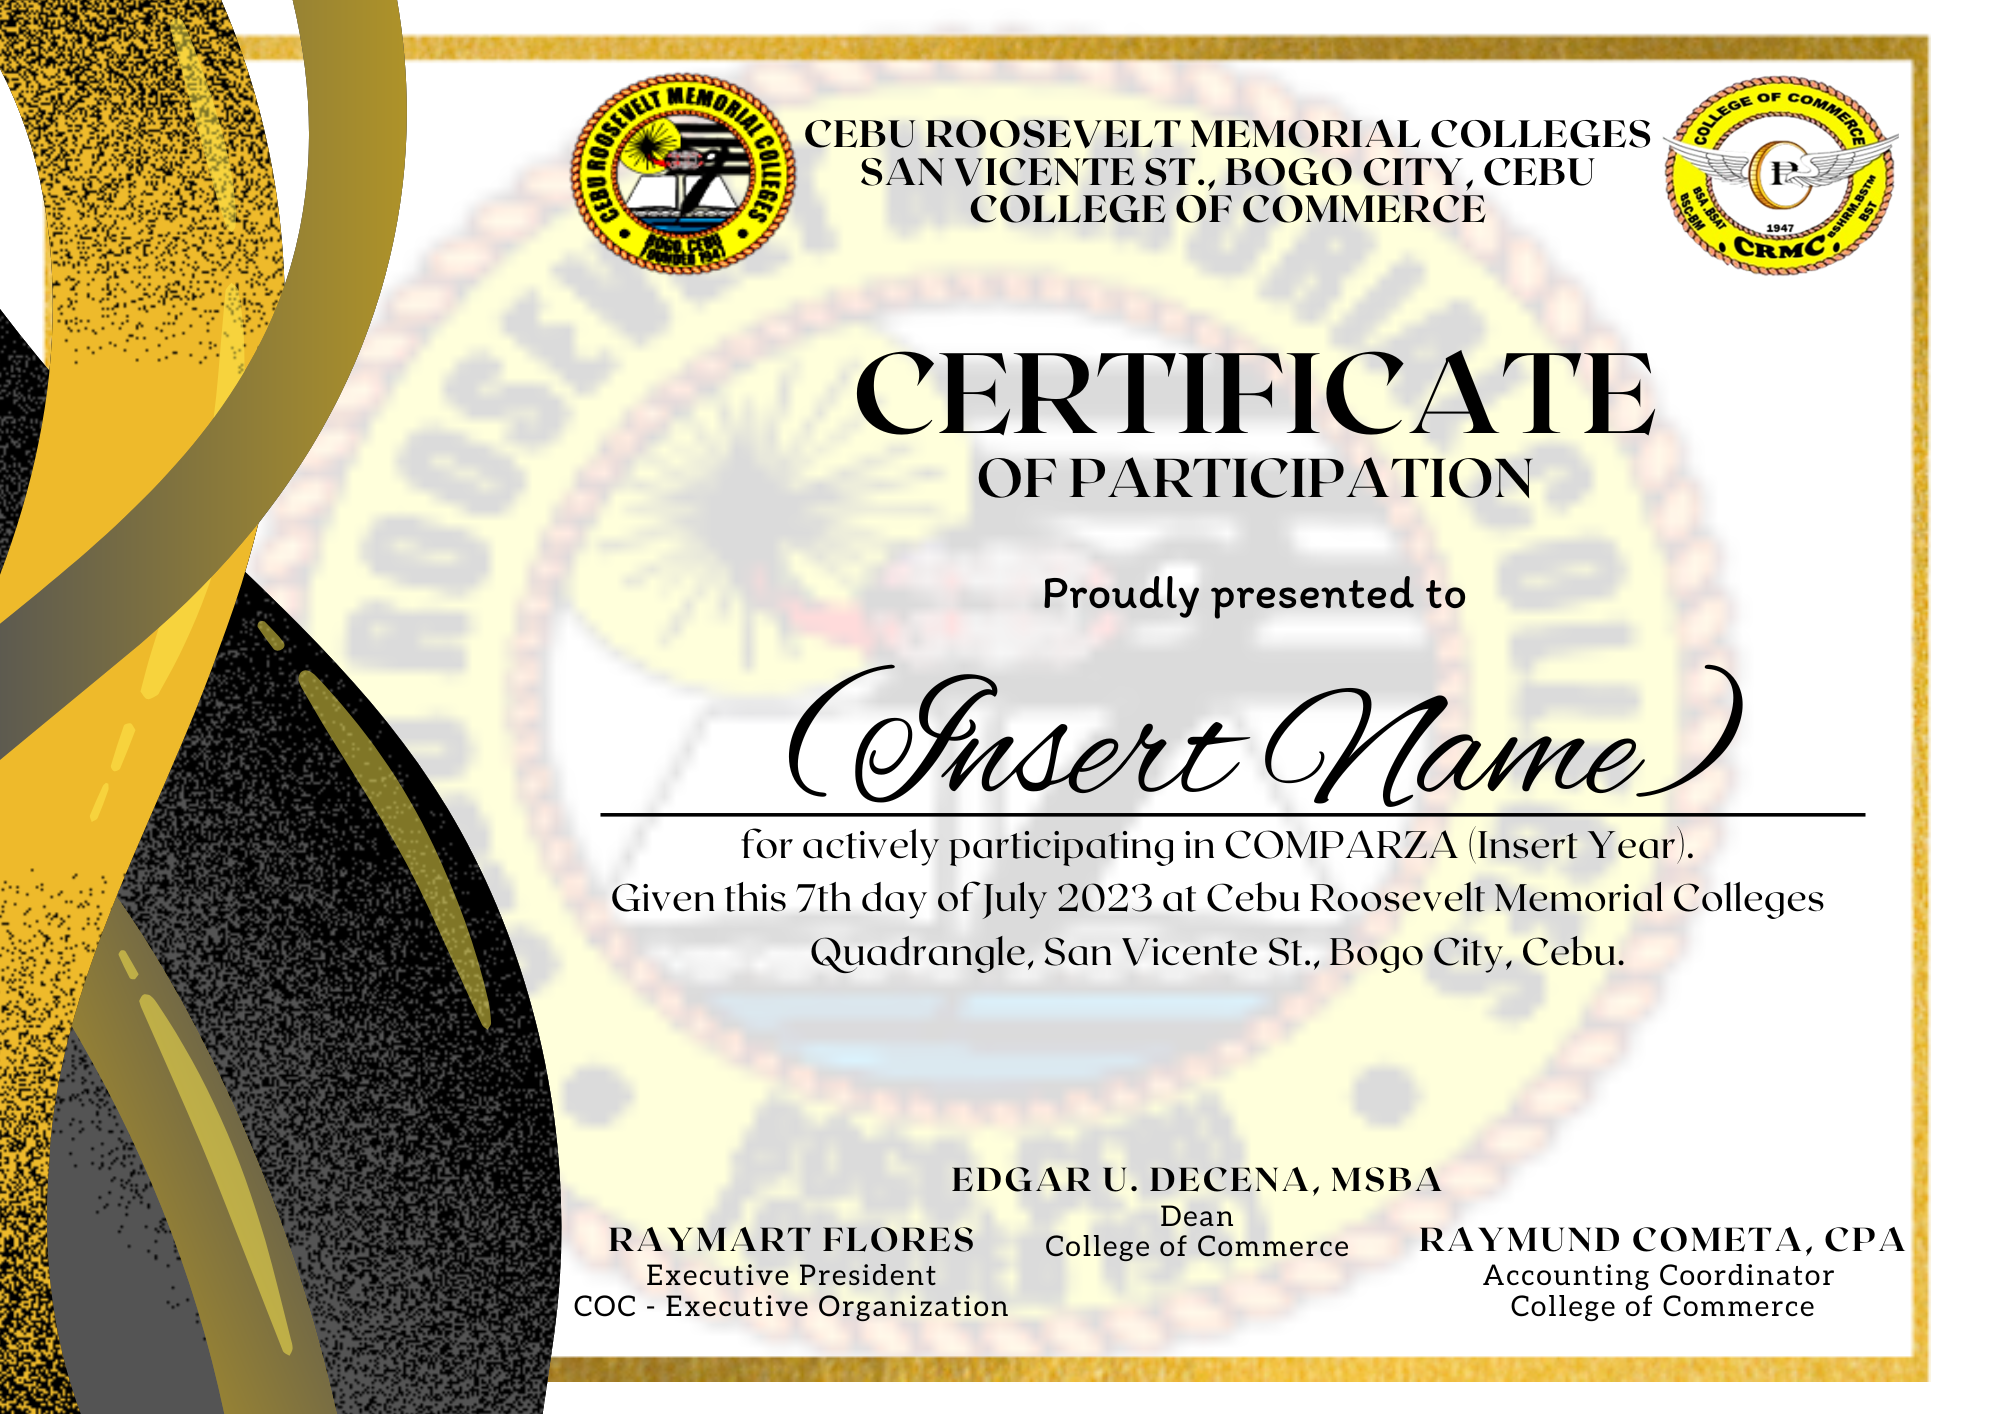 CEBU ROOSEVELT MEMORIAL COLLEGES
BOGO, CEBU
FOUNDED 1947
CEBU ROOSEVELT MEMORIAL COLLEGES
SAN VICENTE ST., BOGO CITY, CEBU
COLLEGE OF COMMERCE
COLLEGE OF COMMERCE
BSA, BSAT
BSC-BM
1947
BSHRM, BSTM
BST
CRMC
CERTIFICATE
OF PARTICIPATION
Proudly presented to
(Insert Name)
for actively participating in COMPARZA (Insert Year).
Given this 7th day of July 2023 at Cebu Roosevelt Memorial Colleges
Quadrangle, San Vicente St., Bogo City, Cebu.
EDGAR U. DECENA, MSBA
Dean
College of Commerce
RAYMART FLORES
Executive President
COC - Executive Organization
RAYMUND COMETA, CPA
Accounting Coordinator
College of Commerce